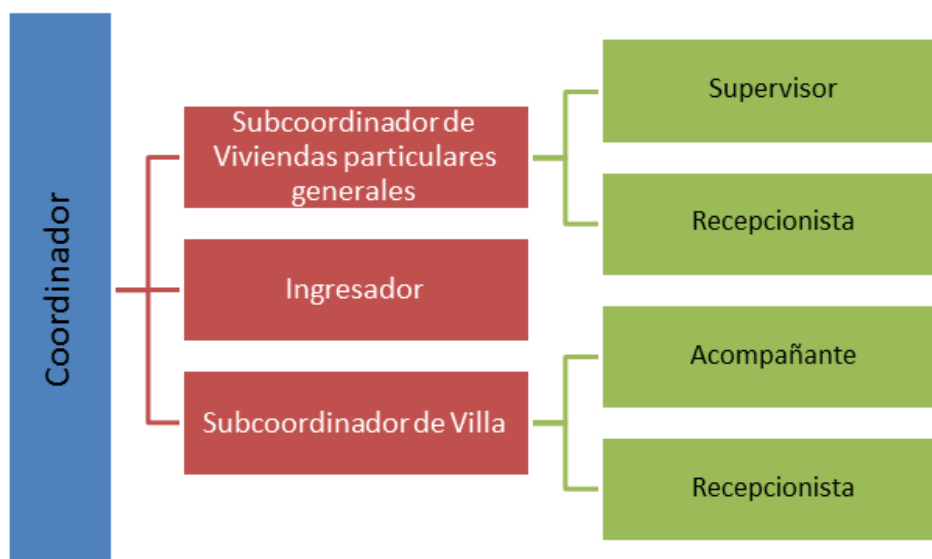 Coordinador
Subcoordinador de
Viviendas particulares
generales
Supervisor
Recepcionista
Ingresador
Subcoordinador de Villa
Acompañante
Recepcionista